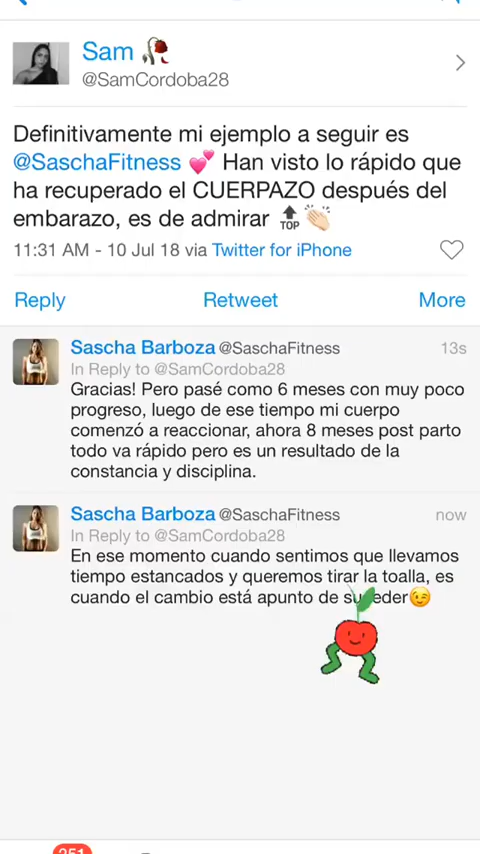 Sam 🥀
@SamCordoba28
Definitivamente mi ejemplo a seguir es
@SaschaFitness 💕 Han visto lo rápido que
ha recuperado el CUERPAZO después del
embarazo, es de admirar 🔝👏🏻
11:31 AM - 10 Jul 18 via Twitter for iPhone
Reply Retweet More
Sascha Barboza @SaschaFitness 13s
In Reply to @SamCordoba28
Gracias! Pero pasé como 6 meses con muy poco
progreso, luego de ese tiempo mi cuerpo
comenzó a reaccionar, ahora 8 meses post parto
todo va rápido pero es un resultado de la
constancia y disciplina.
Sascha Barboza @SaschaFitness now
In Reply to @SamCordoba28
En ese momento cuando sentimos que llevamos
tiempo estancados y queremos tirar la toalla, es
cuando el cambio está apunto de suceder😉